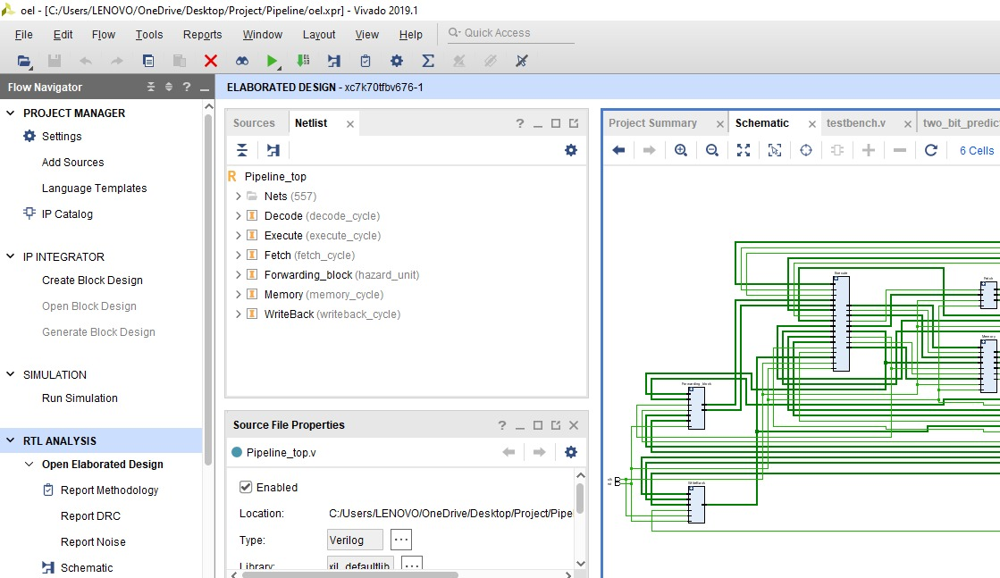 oel - [C:/Users/LENOVO/OneDrive/Desktop/Project/Pipeline/oel.xpr] - Vivado 2019.1
File Edit Flow Tools Reports Window Layout View Help Quick Access
Flow Navigator
ELABORATED DESIGN - xc7k70tfbv676-1
PROJECT MANAGER
Settings
Add Sources
Language Templates
IP Catalog
IP INTEGRATOR
Create Block Design
Open Block Design
Generate Block Design
SIMULATION
Run Simulation
RTL ANALYSIS
Open Elaborated Design
Report Methodology
Report DRC
Report Noise
Schematic
Sources Netlist
Pipeline_top
Nets (557)
Decode (decode_cycle)
Execute (execute_cycle)
Fetch (fetch_cycle)
Forwarding_block (hazard_unit)
Memory (memory_cycle)
WriteBack (writeback_cycle)
Source File Properties
Pipeline_top.v
Enabled
Location: C:/Users/LENOVO/OneDrive/Desktop/Project/Pipe
Type: Verilog
Library: xil_defaultlib
Project Summary Schematic testbench.v two_bit_predic
6 Cells
Execute
Fetch
Memory
Forwarding_block
WriteBack
clk
rst